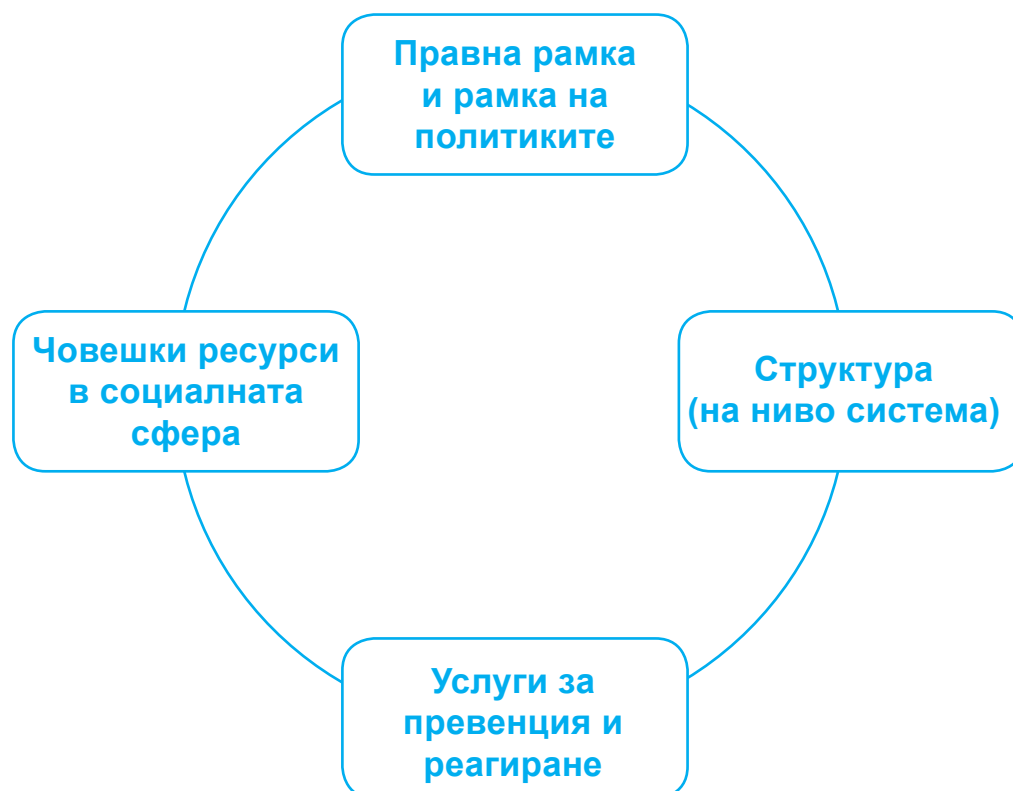 Правна рамка
и рамка на
политиките
Човешки ресурси
в социалната
сфера
Структура
(на ниво система)
Услуги за
превенция и
реагиране